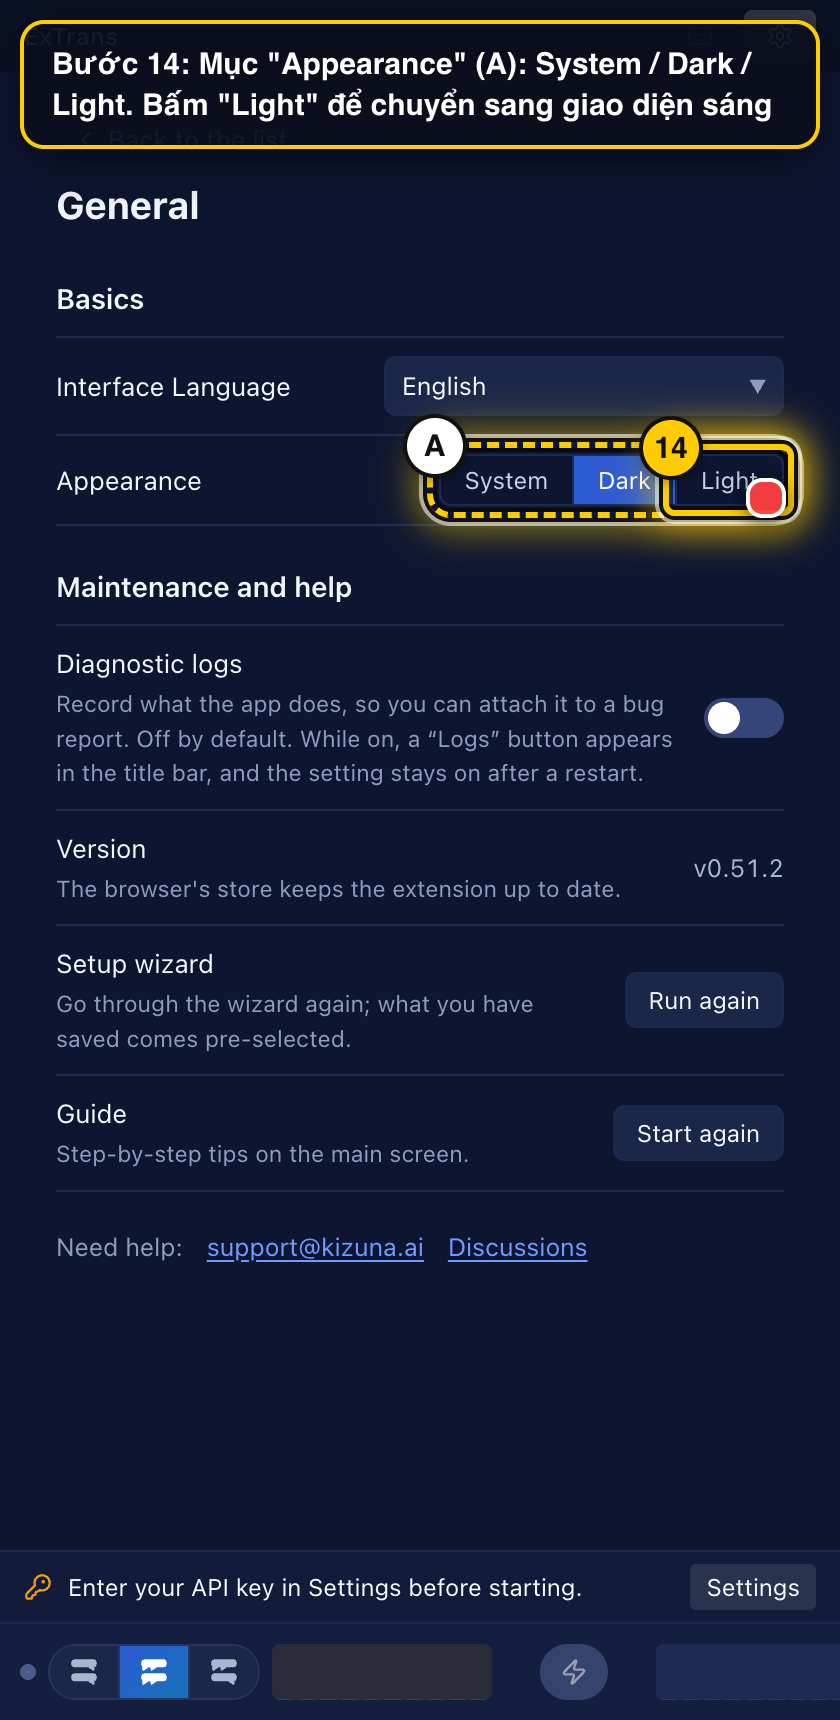 ExTrans
Bước 14: Mục "Appearance" (A): System / Dark /
Light. Bấm "Light" để chuyển sang giao diện sáng
Back to the list
General
Basics
Interface Language
English
A
14
Appearance
System
Dark
Light
Maintenance and help
Diagnostic logs
Record what the app does, so you can attach it to a bug
report. Off by default. While on, a “Logs” button appears
in the title bar, and the setting stays on after a restart.
Version
v0.51.2
The browser's store keeps the extension up to date.
Setup wizard
Go through the wizard again; what you have
saved comes pre-selected.
Run again
Guide
Step-by-step tips on the main screen.
Start again
Need help: support@kizuna.ai Discussions
Enter your API key in Settings before starting.
Settings